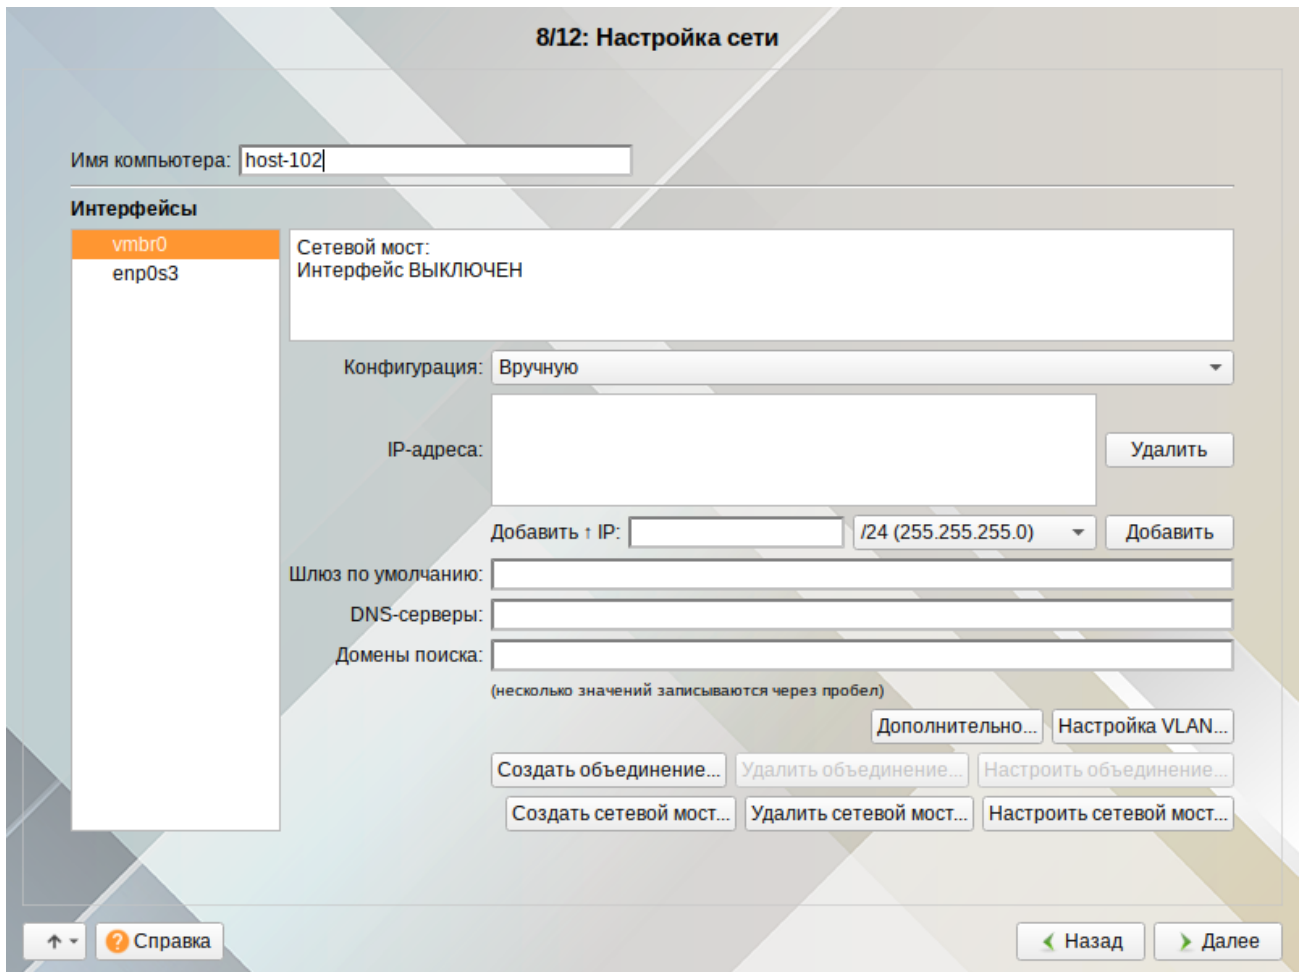 8/12: Настройка сети
Имя компьютера: host-102
Интерфейсы
vmbr0
enp0s3
Сетевой мост:
Интерфейс ВЫКЛЮЧЕН
Конфигурация: Вручную
IP-адреса: Удалить
Добавить ↑ IP: /24 (255.255.255.0) Добавить
Шлюз по умолчанию:
DNS-серверы:
Домены поиска:
(несколько значений записываются через пробел)
Дополнительно... Настройка VLAN...
Создать объединение... Удалить объединение... Настроить объединение...
Создать сетевой мост... Удалить сетевой мост... Настроить сетевой мост...
Справка Назад Далее